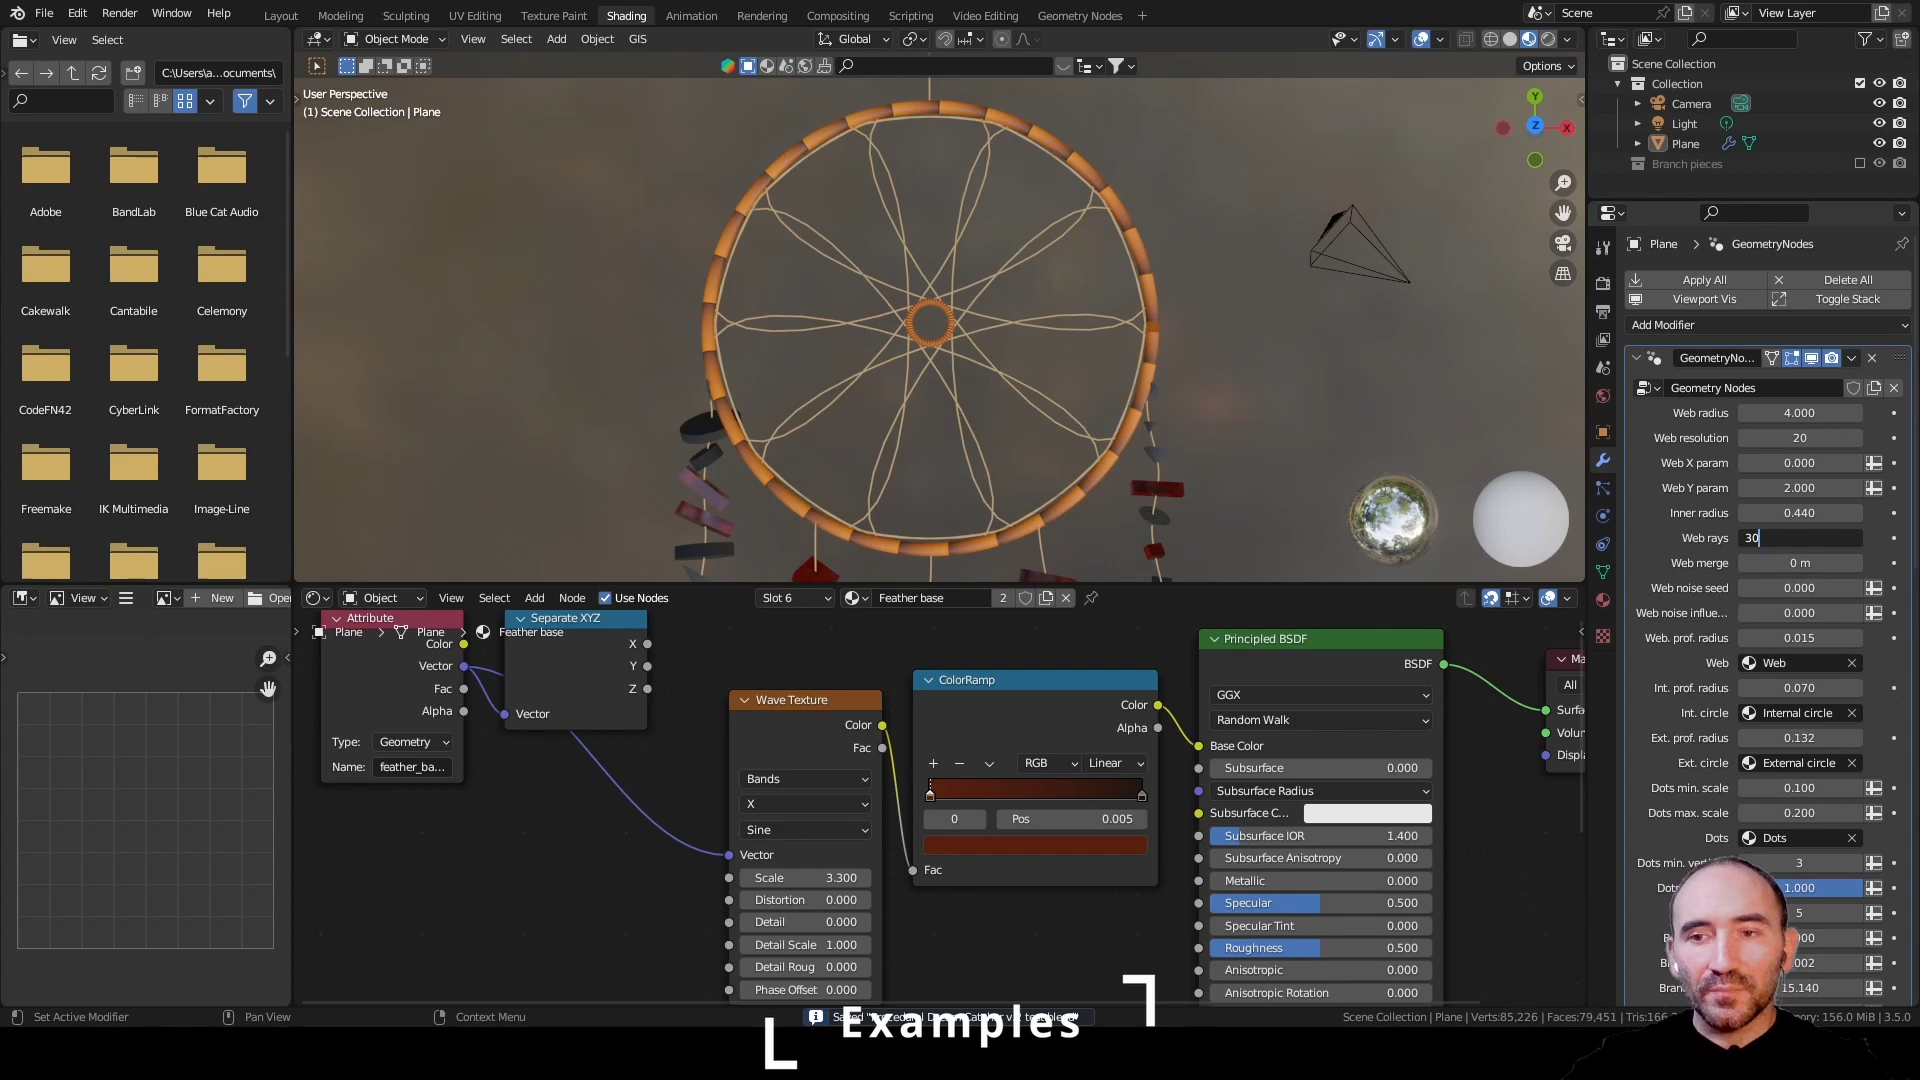 File Edit Render Window Help
Layout Modeling Sculpting UV Editing Texture Paint Shading Animation Rendering Compositing Scripting Video Editing Geometry Nodes +
Scene
View Layer
View Select
C:\Users\a...ocuments\
Adobe BandLab Blue Cat Audio
Cakewalk Cantabile Celemony
CodeFN42 CyberLink FormatFactory
Freemake IK Multimedia Image-Line
Object Mode View Select Add Object GIS
Global
Options
User Perspective
(1) Scene Collection | Plane
Y
Z
X
Scene Collection
Collection
Camera
Light
Plane
Branch pieces
Plane > GeometryNodes
Apply All Delete All
Viewport Vis Toggle Stack
Add Modifier
GeometryNo...
Geometry Nodes
Web radius 4.000
Web resolution 20
Web X param 0.000
Web Y param 2.000
Inner radius 0.440
Web rays 30
Web merge 0 m
Web noise seed 0.000
Web noise influe... 0.000
Web. prof. radius 0.015
Web Web
Int. prof. radius 0.070
Int. circle Internal circle
Ext. prof. radius 0.132
Ext. circle External circle
Dots min. scale 0.100
Dots max. scale 0.200
Dots Dots
3
1.000
5
15.140
View New
Object View Select Add Node Use Nodes
Slot 6
Feather base 2
Plane > Plane > Feather base
Attribute
Color
Vector
Fac
Alpha
Type: Geometry
Name: feather_ba...
Separate XYZ
X
Y
Z
Vector
Wave Texture
Color
Fac
Bands
X
Sine
Vector
Scale 3.300
Distortion 0.000
Detail 0.000
Detail Scale 1.000
Detail Roug 0.000
Phase Offset 0.000
ColorRamp
Color
Alpha
RGB Linear
0 Pos 0.005
Fac
Principled BSDF
BSDF
GGX
Random Walk
Base Color
Subsurface 0.000
Subsurface Radius
Subsurface C...
Subsurface IOR 1.400
Subsurface Anisotropy 0.000
Metallic 0.000
Specular 0.500
Specular Tint 0.000
Roughness 0.500
Anisotropic 0.000
Anisotropic Rotation 0.000
All
Set Active Modifier Pan View Context Menu
Examples
Scene Collection | Plane | Verts:85,226 | Faces:79,451 | 156.0 MiB | 3.5.0